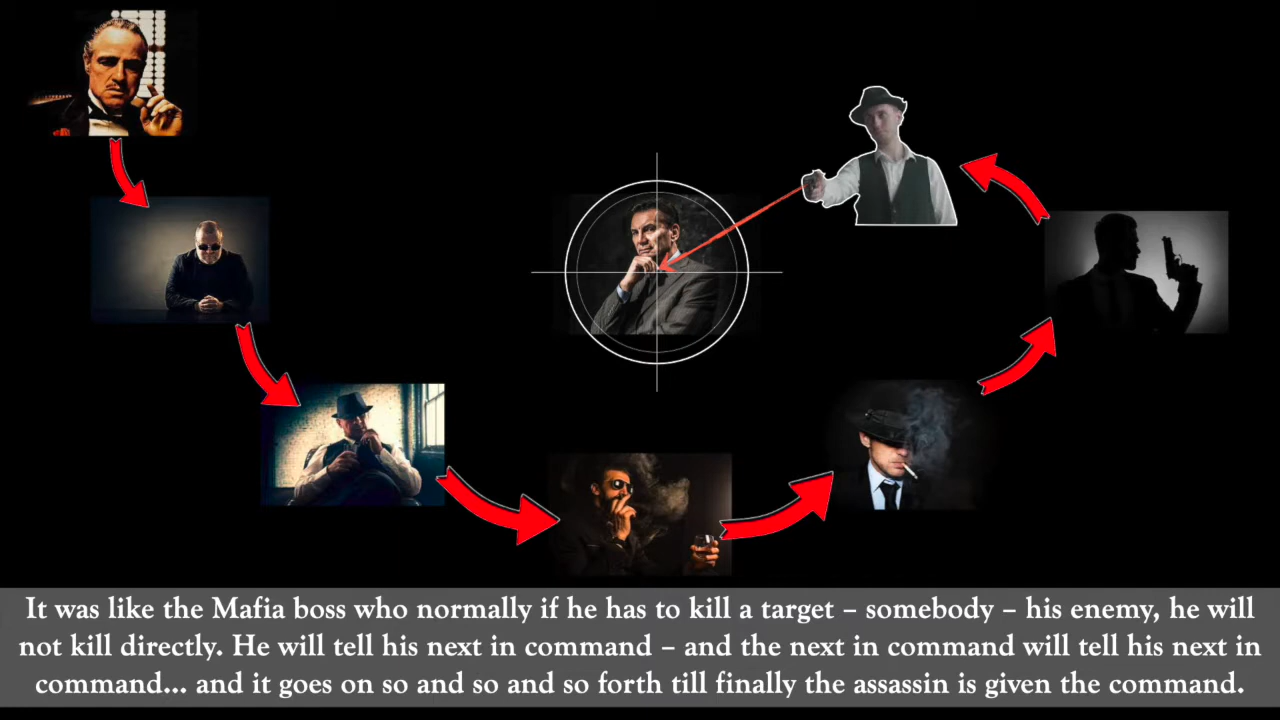 It was like the Mafia boss who normally if he has to kill a target – somebody – his enemy, he will
not kill directly. He will tell his next in command – and the next in command will tell his next in
command... and it goes on so and so and so forth till finally the assassin is given the command.